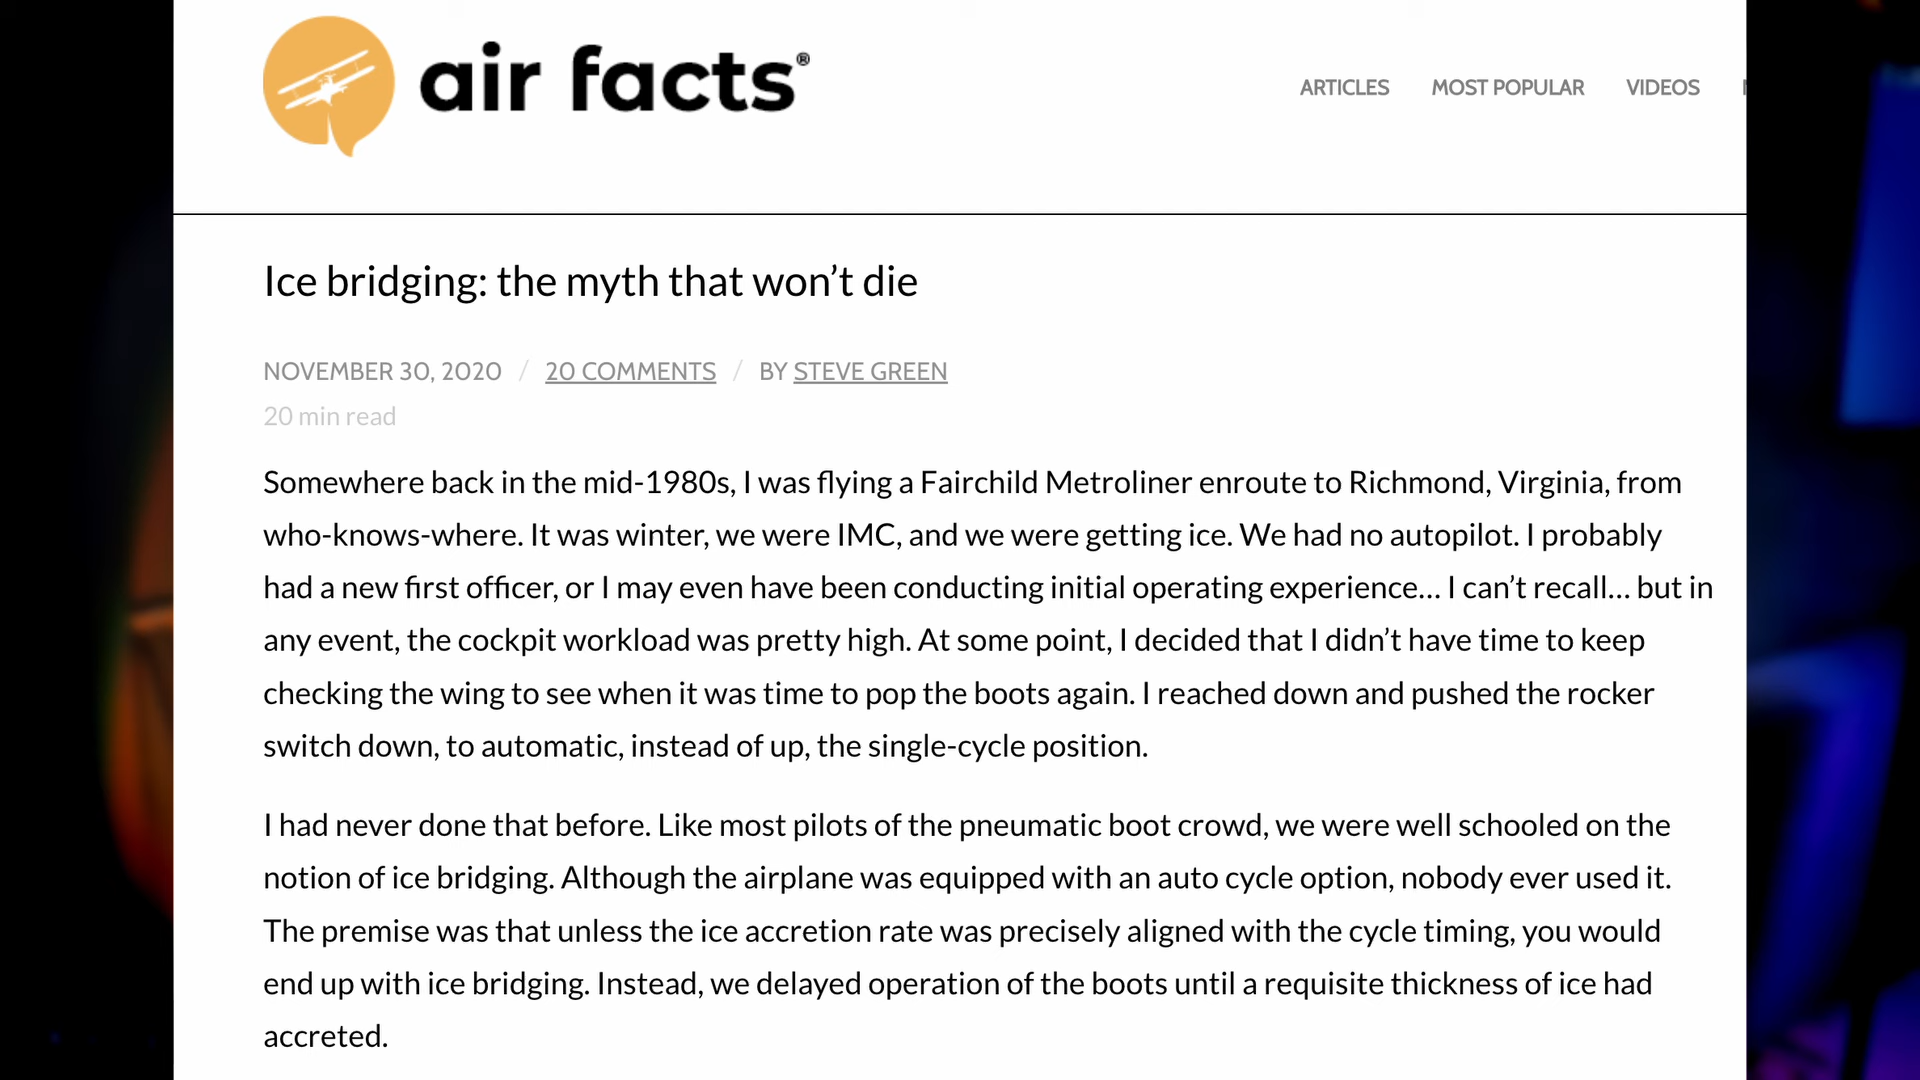 air facts®
ARTICLES MOST POPULAR VIDEOS
Ice bridging: the myth that won’t die
NOVEMBER 30, 2020 / 20 COMMENTS / BY STEVE GREEN
20 min read
Somewhere back in the mid-1980s, I was flying a Fairchild Metroliner enroute to Richmond, Virginia, from
who-knows-where. It was winter, we were IMC, and we were getting ice. We had no autopilot. I probably
had a new first officer, or I may even have been conducting initial operating experience… I can’t recall… but in
any event, the cockpit workload was pretty high. At some point, I decided that I didn’t have time to keep
checking the wing to see when it was time to pop the boots again. I reached down and pushed the rocker
switch down, to automatic, instead of up, the single-cycle position.
I had never done that before. Like most pilots of the pneumatic boot crowd, we were well schooled on the
notion of ice bridging. Although the airplane was equipped with an auto cycle option, nobody ever used it.
The premise was that unless the ice accretion rate was precisely aligned with the cycle timing, you would
end up with ice bridging. Instead, we delayed operation of the boots until a requisite thickness of ice had
accreted.